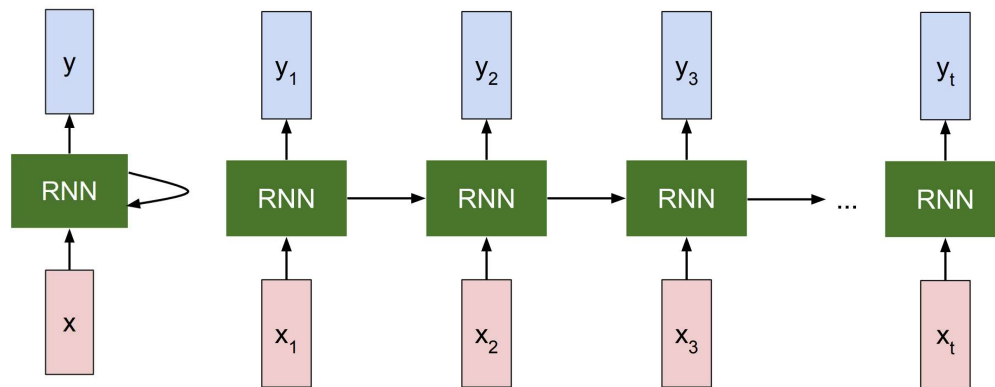 y
y₁
y₂
y₃
yₜ
RNN
RNN
RNN
RNN
...
RNN
x
x₁
x₂
x₃
xₜ